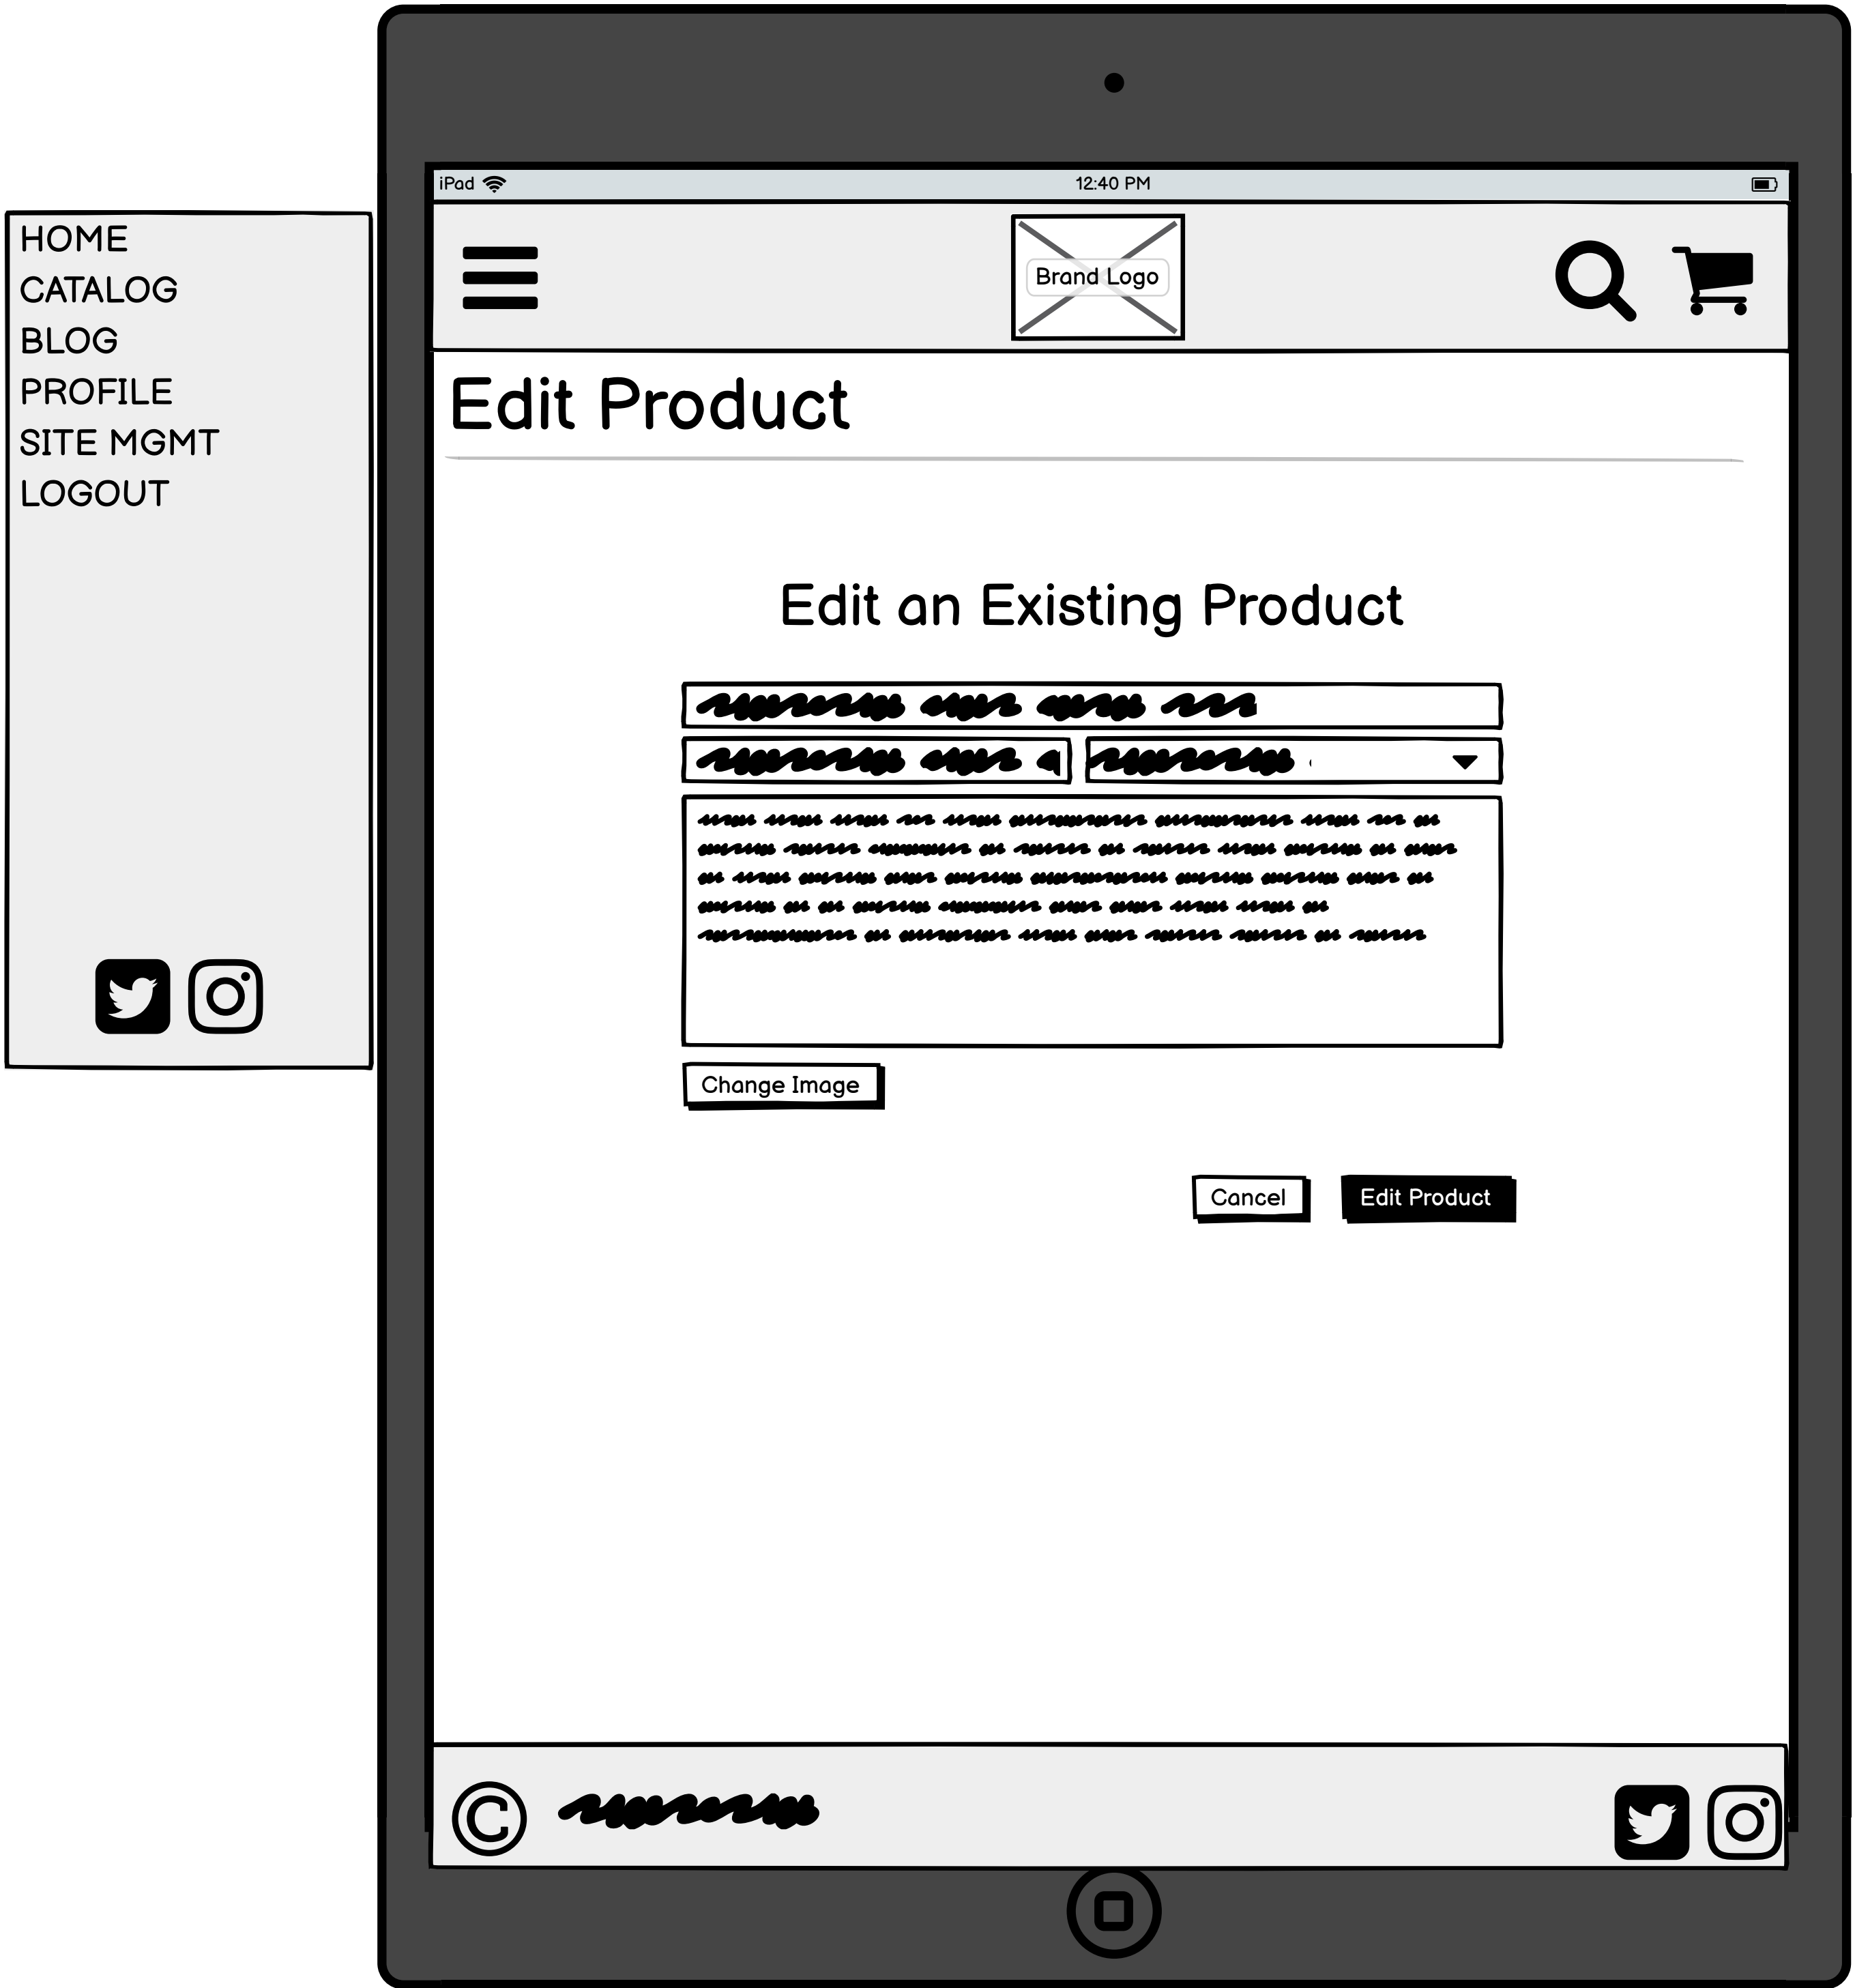 HOME
CATALOG
BLOG
PROFILE
SITE MGMT
LOGOUT
iPad 12:40 PM
Brand Logo
Edit Product
Edit an Existing Product
Change Image
Cancel Edit Product
©